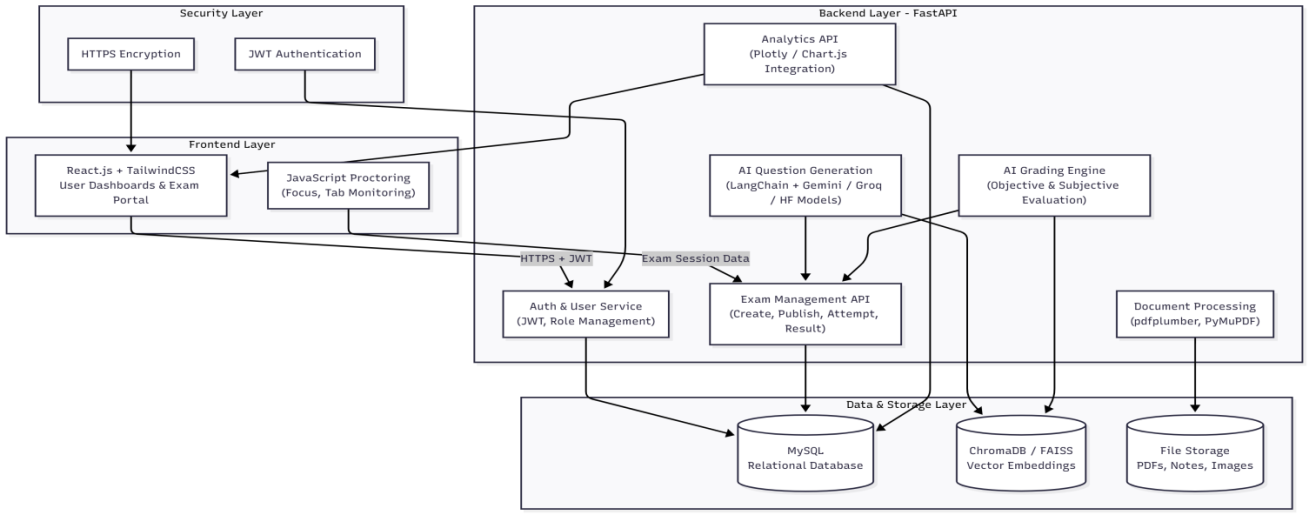 Security Layer
HTTPS Encryption
JWT Authentication
Backend Layer - FastAPI
Analytics API
(Plotly / Chart.js
Integration)
Frontend Layer
React.js + TailwindCSS
User Dashboards & Exam
Portal
JavaScript Proctoring
(Focus, Tab Monitoring)
AI Question Generation
(LangChain + Gemini / Groq
/ HF Models)
AI Grading Engine
(Objective & Subjective
Evaluation)
HTTPS + JWT
Exam Session Data
Auth & User Service
(JWT, Role Management)
Exam Management API
(Create, Publish, Attempt,
Result)
Document Processing
(pdfplumber, PyMuPDF)
Data & Storage Layer
MySQL
Relational Database
ChromaDB / FAISS
Vector Embeddings
File Storage
PDFs, Notes, Images